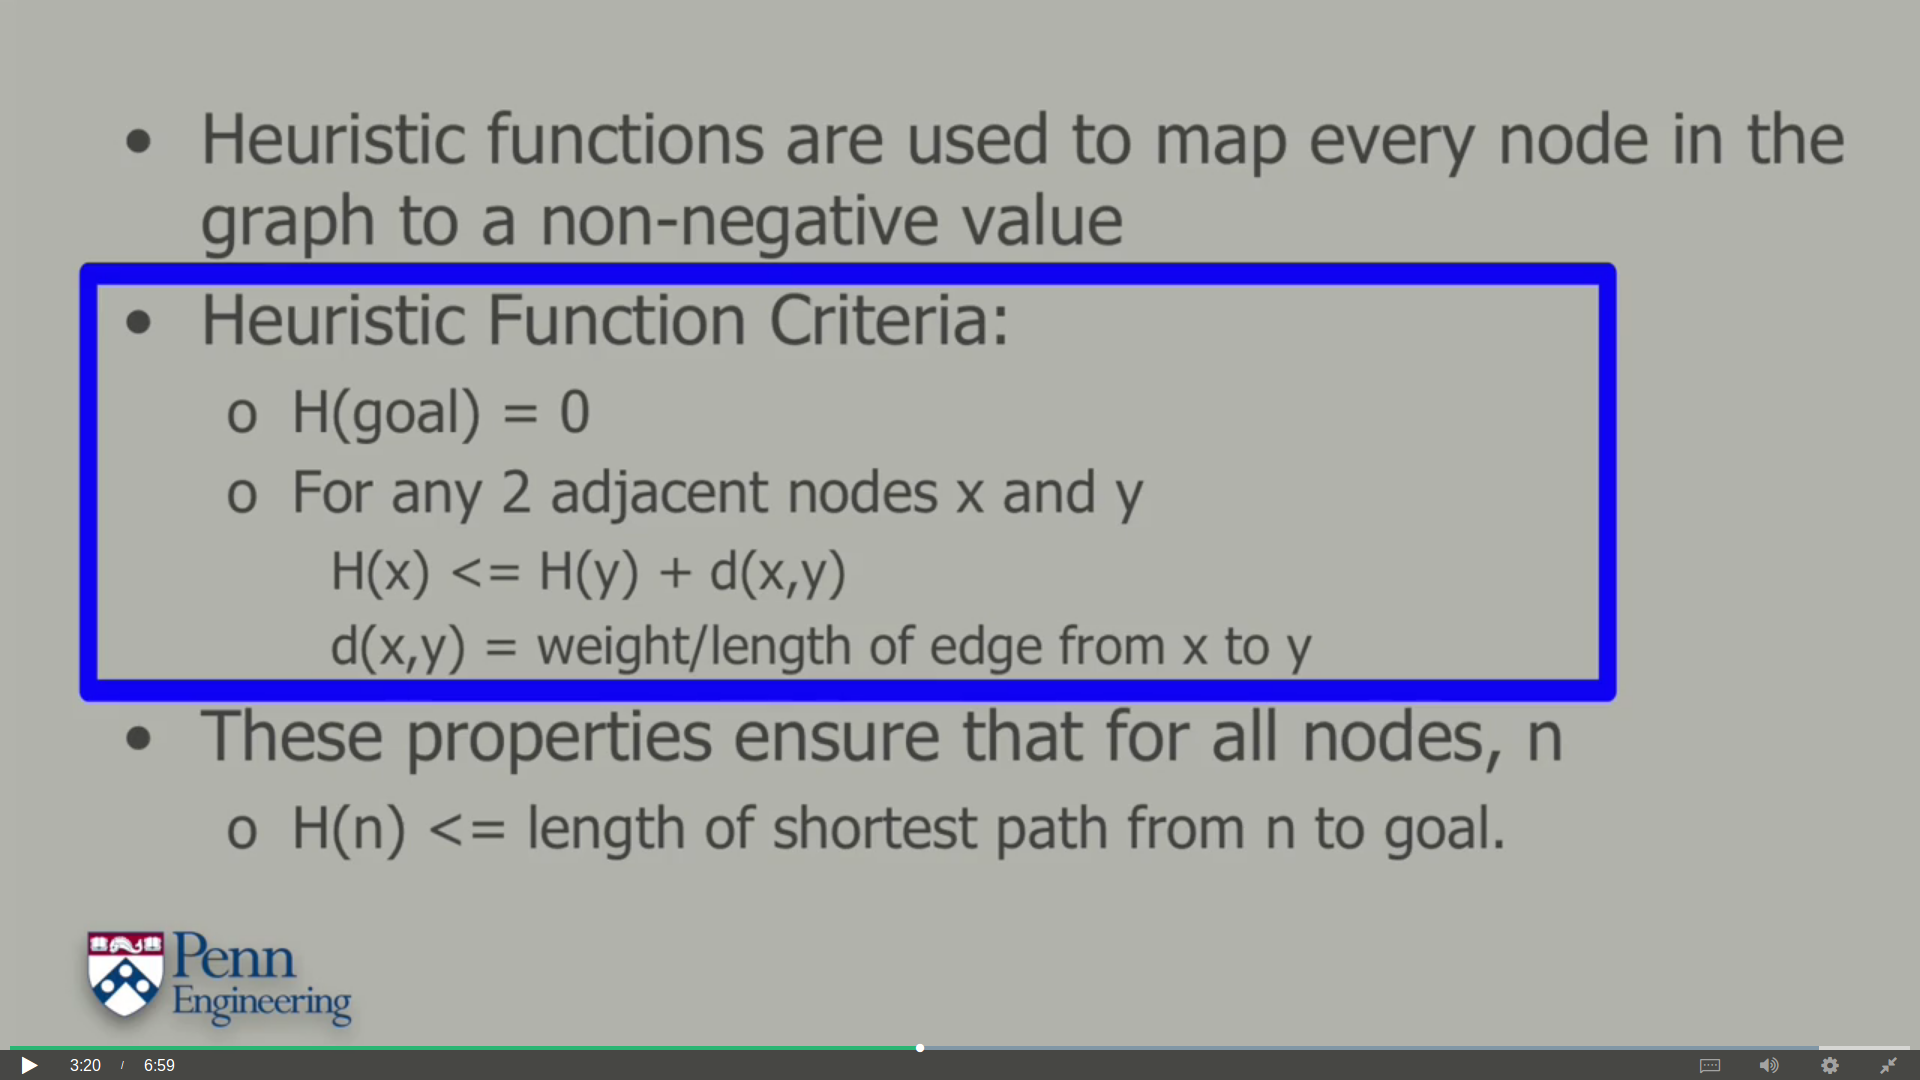 • Heuristic functions are used to map every node in the
graph to a non-negative value
• Heuristic Function Criteria:
o H(goal) = 0
o For any 2 adjacent nodes x and y
H(x) <= H(y) + d(x,y)
d(x,y) = weight/length of edge from x to y
• These properties ensure that for all nodes, n
o H(n) <= length of shortest path from n to goal.
Penn
Engineering
3:20 / 6:59